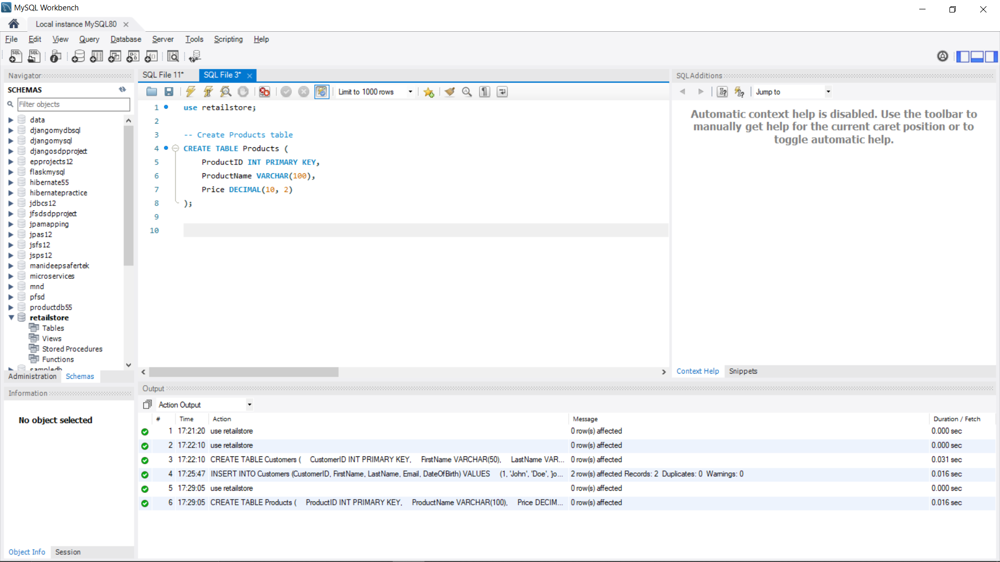 MySQL Workbench
Local instance MySQL80
File Edit View Query Database Server Tools Scripting Help
Navigator
SCHEMAS
Filter objects
data
djangomydbsql
djangomysql
djangosdpproject
epprojects12
flaskmysql
hibernate55
hibernatepractice
jdbcs12
jfsdsdpproject
jpamapping
jpas12
jsfs12
jsps12
manideepsafertek
microservices
mnd
pfsd
productdb55
retailstore
Tables
Views
Stored Procedures
Functions
sampledb
Administration Schemas
Information
No object selected
Object Info Session
SQL File 11* SQL File 3*
Limit to 1000 rows
1 use retailstore;
2
3 -- Create Products table
4 CREATE TABLE Products (
5 ProductID INT PRIMARY KEY,
6 ProductName VARCHAR(100),
7 Price DECIMAL(10, 2)
8 );
9
10
SQLAdditions
Jump to
Automatic context help is disabled. Use the toolbar to
manually get help for the current caret position or to
toggle automatic help.
Context Help Snippets
Output
Action Output
# Time Action Message Duration / Fetch
1 17:21:20 use retailstore 0 row(s) affected 0.000 sec
2 17:22:10 use retailstore 0 row(s) affected 0.000 sec
3 17:22:10 CREATE TABLE Customers ( CustomerID INT PRIMARY KEY, FirstName VARCHAR(50), LastName VAR... 0 row(s) affected 0.031 sec
4 17:25:47 INSERT INTO Customers (CustomerID, FirstName, LastName, Email, DateOfBirth) VALUES (1, 'John', 'Doe', 'jo... 2 row(s) affected Records: 2 Duplicates: 0 Warnings: 0 0.016 sec
5 17:29:05 use retailstore 0 row(s) affected 0.000 sec
6 17:29:05 CREATE TABLE Products ( ProductID INT PRIMARY KEY, ProductName VARCHAR(100), Price DECIM... 0 row(s) affected 0.016 sec